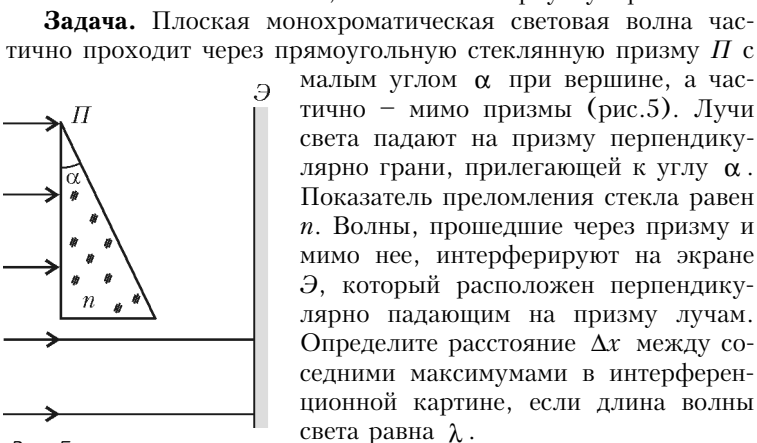 Задача. Плоская монохроматическая световая волна час-
тично проходит через прямоугольную стеклянную призму П с
малым углом α при вершине, а час-
тично – мимо призмы (рис.5). Лучи
света падают на призму перпендику-
лярно грани, прилегающей к углу α.
Показатель преломления стекла равен
n. Волны, прошедшие через призму и
мимо нее, интерферируют на экране
Э, который расположен перпендику-
лярно падающим на призму лучам.
Определите расстояние Δx между со-
седними максимумами в интерферен-
ционной картине, если длина волны
света равна λ.
П
Э
α
n